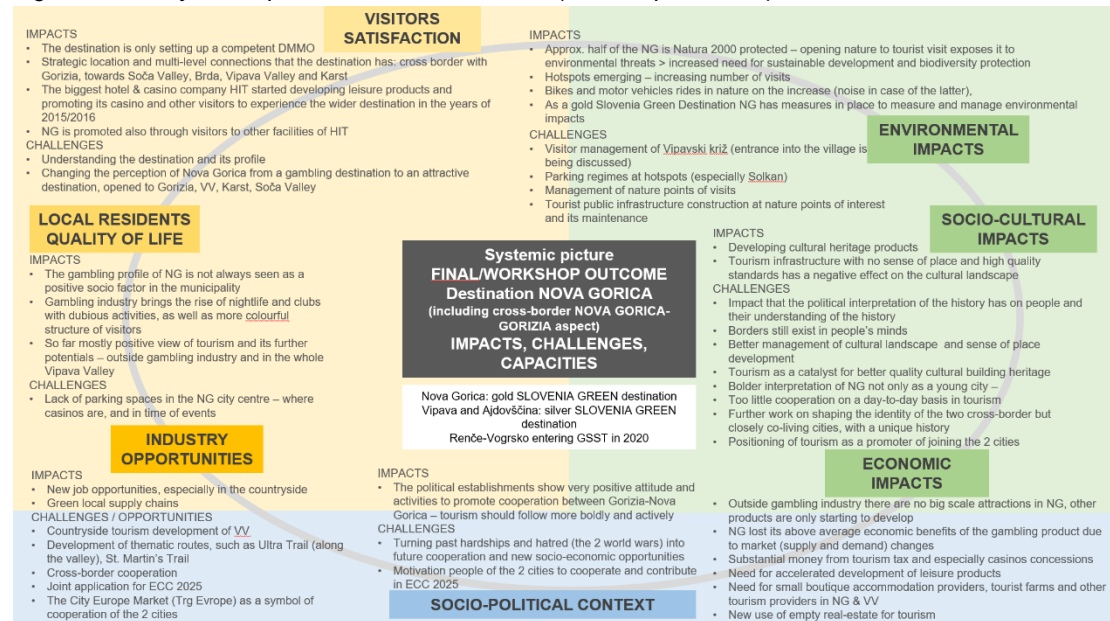 VISITORS
SATISFACTION
IMPACTS
• The destination is only setting up a competent DMMO
• Strategic location and multi-level connections that the destination has: cross border with
Gorizia, towards Soča Valley, Brda, Vipava Valley and Karst
• The biggest hotel & casino company HIT started developing leisure products and
promoting its casino and other visitors to experience the wider destination in the years of
2015/2016
• NG is promoted also through visitors to other facilities of HIT
CHALLENGES
• Understanding the destination and its profile
• Changing the perception of Nova Gorica from a gambling destination to an attractive
destination, opened to Gorizia, VV, Karst, Soča Valley
IMPACTS
• Approx. half of the NG is Natura 2000 protected – opening nature to tourist visit exposes it to
environmental threats > increased need for sustainable development and biodiversity protection
• Hotspots emerging – increasing number of visits
• Bikes and motor vehicles rides in nature on the increase (noise in case of the latter),
• As a gold Slovenia Green Destination NG has measures in place to measure and manage environmental
impacts
CHALLENGES
• Visitor management of Vipavski križ (entrance into the village is
being discussed)
• Parking regimes at hotspots (especially Solkan)
• Management of nature points of visits
• Tourist public infrastructure construction at nature points of interest
and its maintenance
ENVIRONMENTAL
IMPACTS
LOCAL RESIDENTS
QUALITY OF LIFE
IMPACTS
• The gambling profile of NG is not always seen as a
positive socio factor in the municipality
• Gambling industry brings the rise of nightlife and clubs
with dubious activities, as well as more colourful
structure of visitors
• So far mostly positive view of tourism and its further
potentials – outside gambling industry and in the whole
Vipava Valley
CHALLENGES
• Lack of parking spaces in the NG city centre – where
casinos are, and in time of events
Systemic picture
FINAL/WORKSHOP OUTCOME
Destination NOVA GORICA
(including cross-border NOVA GORICA-
GORIZIA aspect)
IMPACTS, CHALLENGES,
CAPACITIES
Nova Gorica: gold SLOVENIA GREEN destination
Vipava and Ajdovščina: silver SLOVENIA GREEN
destination
Renče-Vogrsko entering GSST in 2020
SOCIO-CULTURAL
IMPACTS
IMPACTS
• Developing cultural heritage products
• Tourism infrastructure with no sense of place and high quality
standards has a negative effect on the cultural landscape
CHALLENGES
• Impact that the political interpretation of the history has on people and
their understanding of the history
• Borders still exist in people's minds
• Better management of cultural landscape and sense of place
development
• Tourism as a catalyst for better quality cultural building heritage
• Bolder interpretation of NG not only as a young city –
• Too little cooperation on a day-to-day basis in tourism
• Further work on shaping the identity of the two cross-border but
closely co-living cities, with a unique history
• Positioning of tourism as a promoter of joining the 2 cities
INDUSTRY
OPPORTUNITIES
IMPACTS
• New job opportunities, especially in the countryside
• Green local supply chains
CHALLENGES / OPPORTUNITIES
• Countryside tourism development of VV
• Development of thematic routes, such as Ultra Trail (along
the valley), St. Martin's Trail
• Cross-border cooperation
• Joint application for ECC 2025
• The City Europe Market (Trg Evrope) as a symbol of
cooperation of the 2 cities
IMPACTS
• The political establishments show very positive attitude and
activities to promote cooperation between Gorizia-Nova
Gorica – tourism should follow more boldly and actively
CHALLENGES
• Turning past hardships and hatred (the 2 world wars) into
future cooperation and new socio-economic opportunities
• Motivation people of the 2 cities to cooperate and contribute
in ECC 2025
SOCIO-POLITICAL CONTEXT
ECONOMIC
IMPACTS
• Outside gambling industry there are no big scale attractions in NG, other
products are only starting to develop
• NG lost its above average economic benefits of the gambling product due
to market (supply and demand) changes
• Substantial money from tourism tax and especially casinos concessions
• Need for accelerated development of leisure products
• Need for small boutique accommodation providers, tourist farms and other
tourism providers in NG & VV
• New use of empty real-estate for tourism